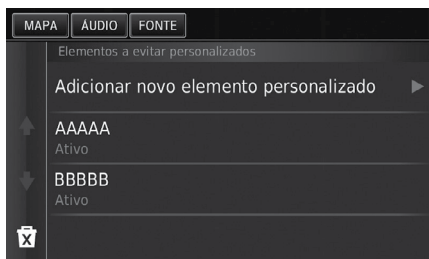 MAPA ÁUDIO FONTE
Elementos a evitar personalizados
Adicionar novo elemento personalizado
AAAAA
Ativo
BBBBB
Ativo